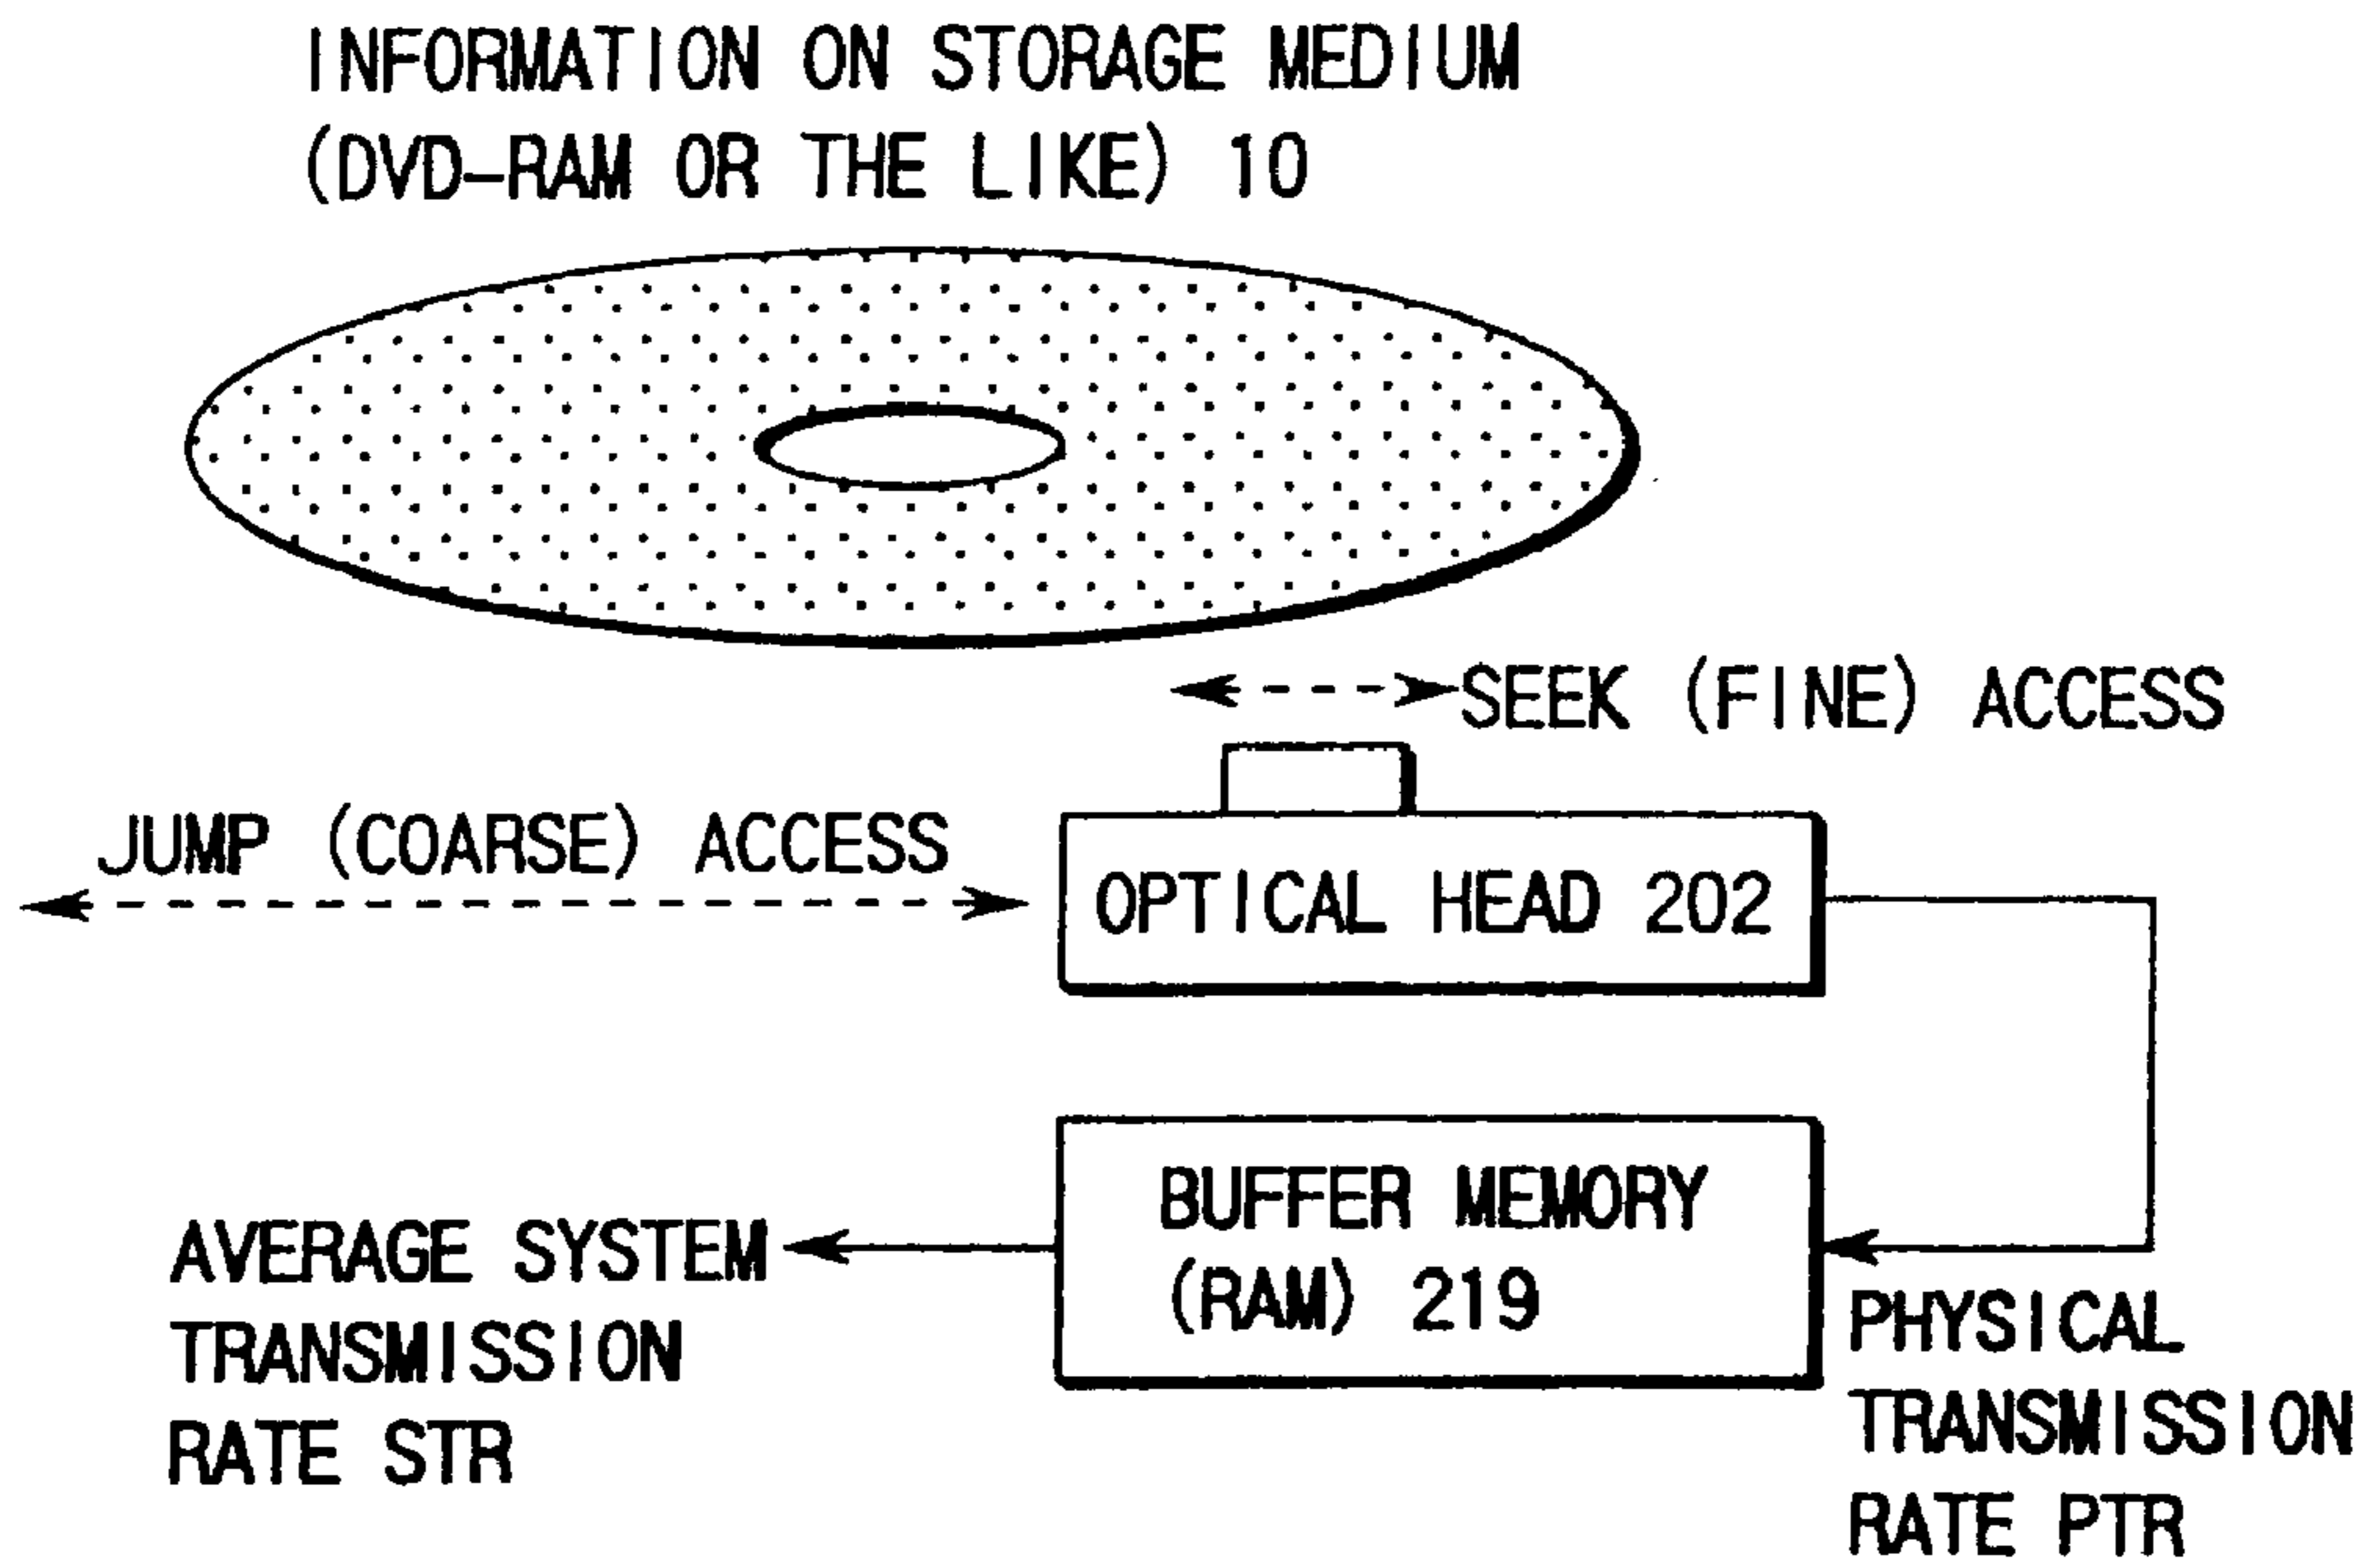 INFORMATION ON STORAGE MEDIUM
(DVD-RAM OR THE LIKE) 10
SEEK (FINE) ACCESS
JUMP (COARSE) ACCESS
OPTICAL HEAD 202
BUFFER MEMORY
(RAM) 219
AVERAGE SYSTEM
TRANSMISSION
RATE STR
PHYSICAL
TRANSMISSION
RATE PTR